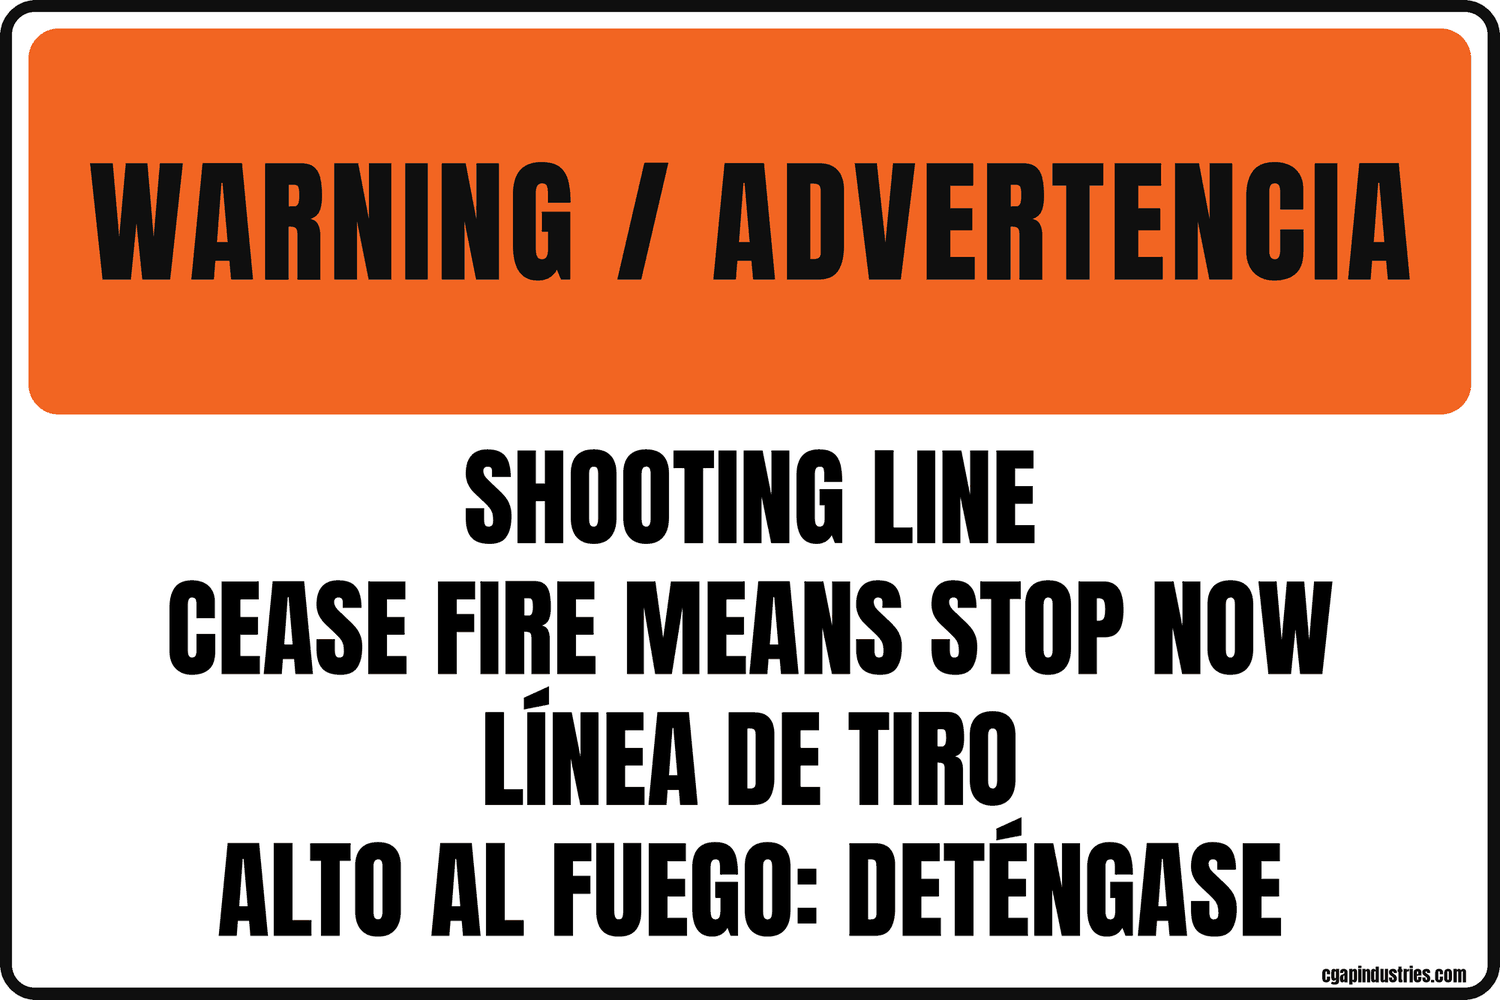 WARNING / ADVERTENCIA
SHOOTING LINE
CEASE FIRE MEANS STOP NOW
LÍNEA DE TIRO
ALTO AL FUEGO: DETÉNGASE
cgapindustries.com